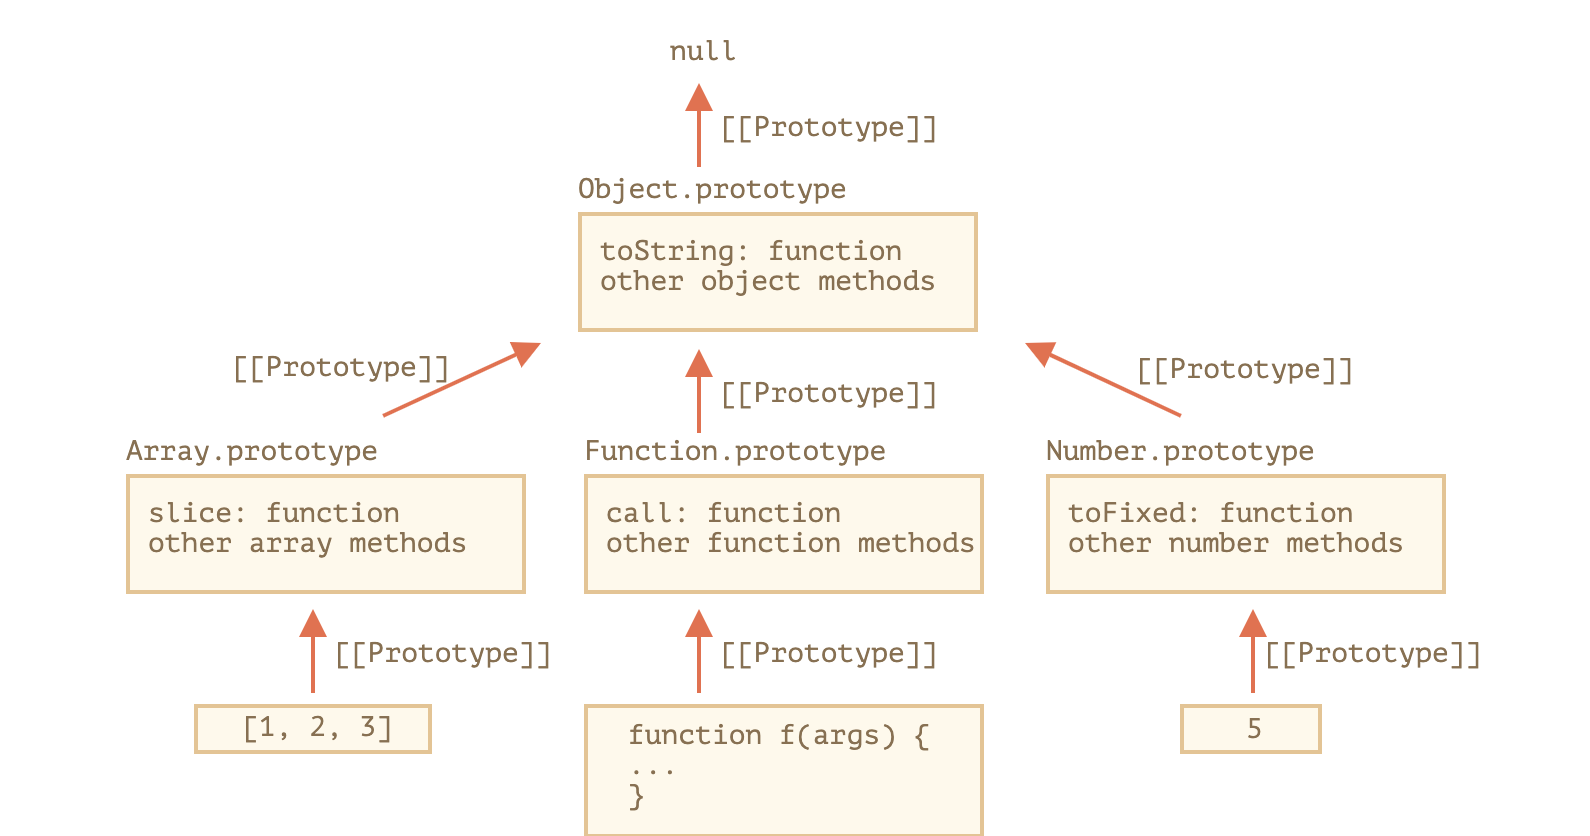 null
[[Prototype]]
Object.prototype
toString: function
other object methods
[[Prototype]]
[[Prototype]]
[[Prototype]]
Array.prototype
Function.prototype
Number.prototype
slice: function
other array methods
call: function
other function methods
toFixed: function
other number methods
[[Prototype]]
[[Prototype]]
[[Prototype]]
[1, 2, 3]
function f(args) {
...
}
5